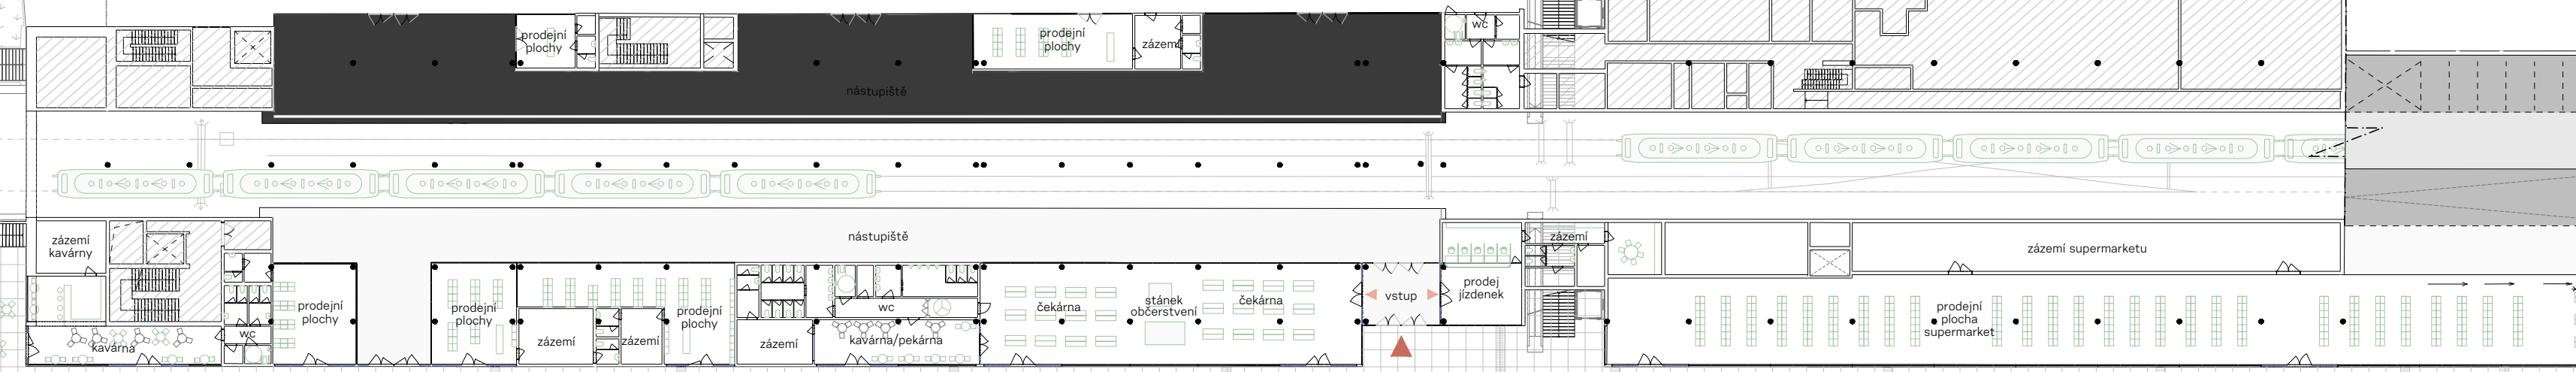 prodejní
plochy
prodejní
plochy
zázemí
wc
nástupiště
nástupiště
zázemí
kavárny
zázemí
zázemí supermarketu
prodejní
plochy
prodejní
plochy
prodejní
plochy
wc
čekárna
stánek
občerstvení
čekárna
vstup
prodej
jízdenek
prodejní
plocha
supermarket
wc
kavárna
zázemí
zázemí
zázemí
kavárna/pekárna